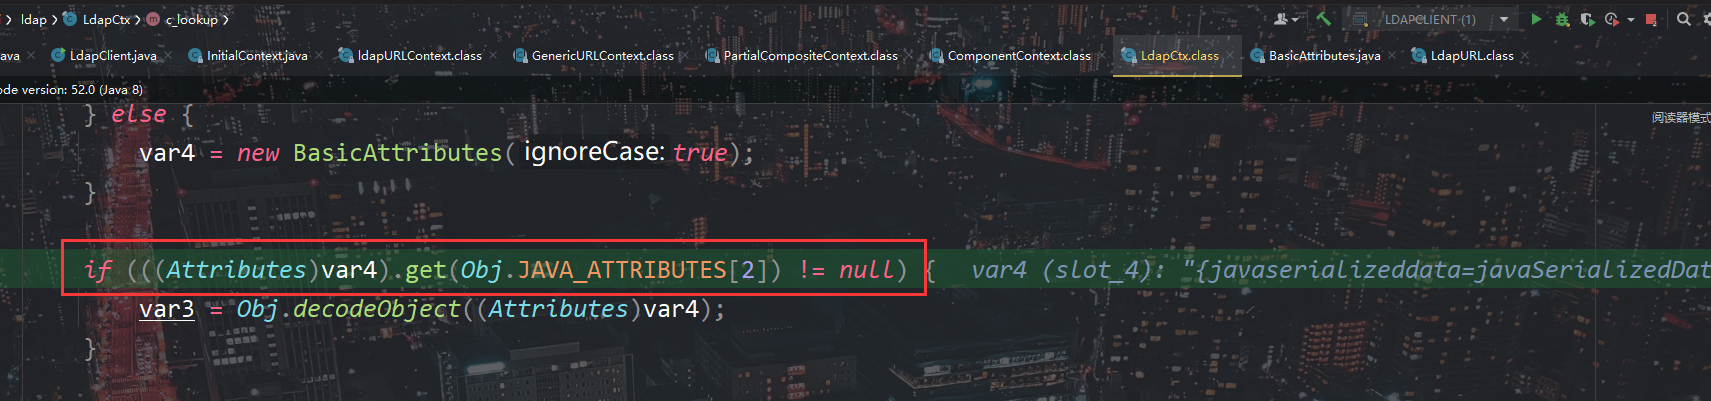 ldap > LdapCtx > c_lookup > LDAPCLIENT (1)
ava LdapClient.java InitialContext.java ldapURLContext.class GenericURLContext.class PartialCompositeContext.class ComponentContext.class LdapCtx.class BasicAttributes.java LdapURL.class
ode version: 52.0 (Java 8)
阅读器模式
} else {
var4 = new BasicAttributes( ignoreCase: true);
}
if (((Attributes)var4).get(Obj.JAVA_ATTRIBUTES[2]) != null) { var4 (slot_4): "{javaserializeddata=javaSerializedDat
var3 = Obj.decodeObject((Attributes)var4);
}